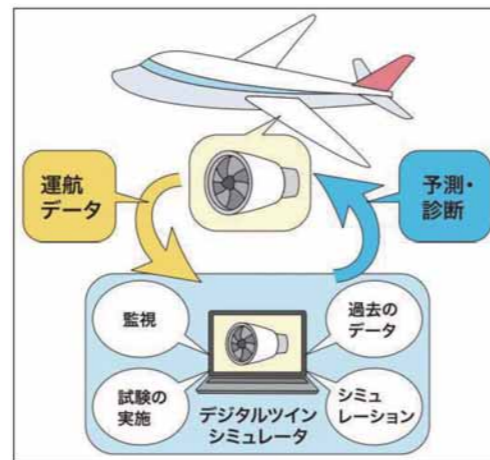 運航
データ
予測・
診断
監視
過去の
データ
試験の
実施
デジタルツイン
シミュレータ
シミュ
レーション